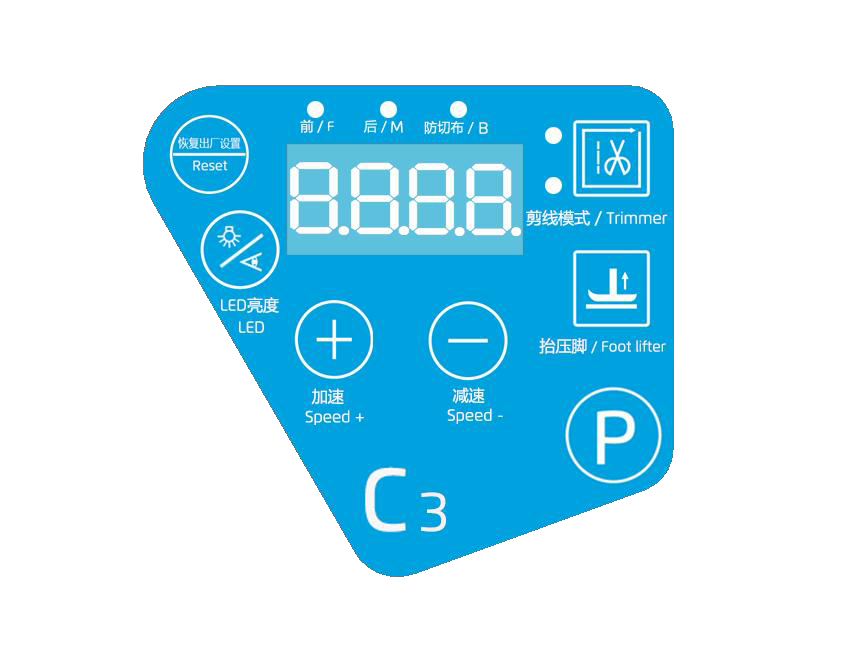 前 / F
后 / M
防切布 / B
恢复出厂设置
Reset
8.8.8.8.
剪线模式 / Trimmer
LED亮度
LED
抬压脚 / Foot lifter
加速
Speed +
减速
Speed -
P
C3